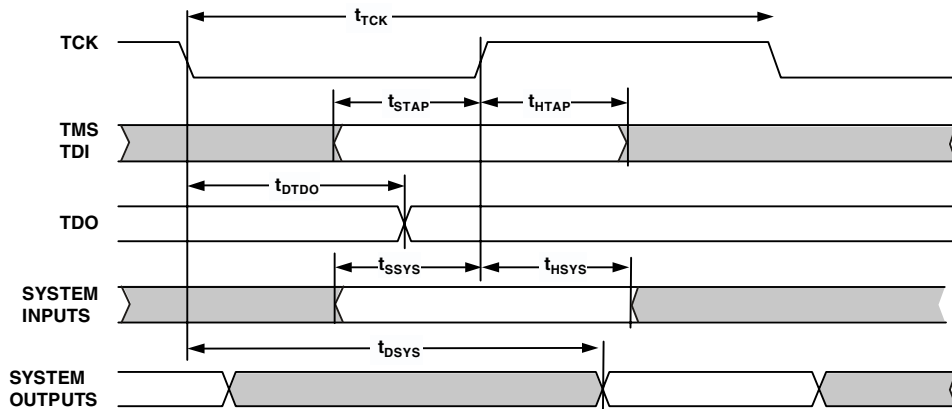 tTCK
TCK
tSTAP
tHTAP
TMS
TDI
tDTDO
TDO
tSSYS
tHSYS
SYSTEM
INPUTS
tDSYS
SYSTEM
OUTPUTS